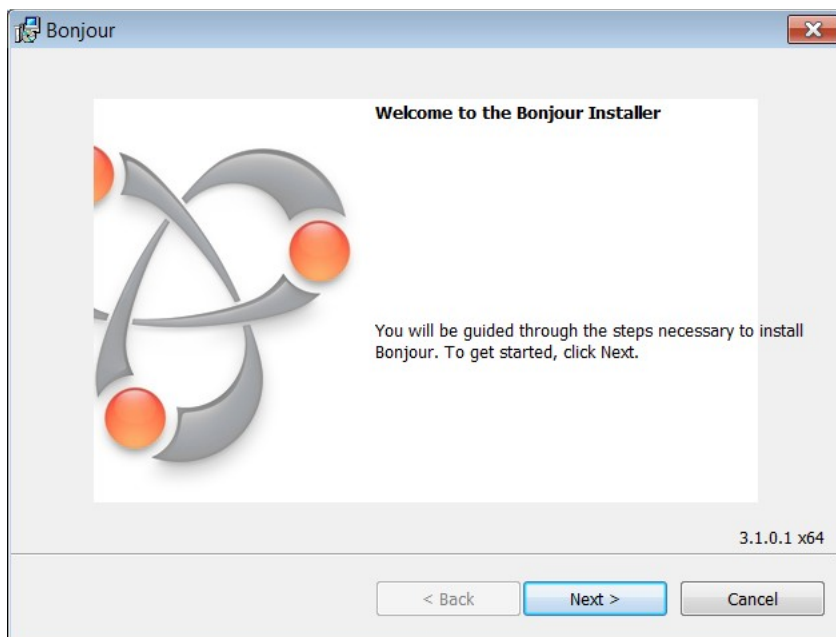 Bonjour
Welcome to the Bonjour Installer
You will be guided through the steps necessary to install
Bonjour. To get started, click Next.
3.1.0.1 x64
< Back
Next >
Cancel